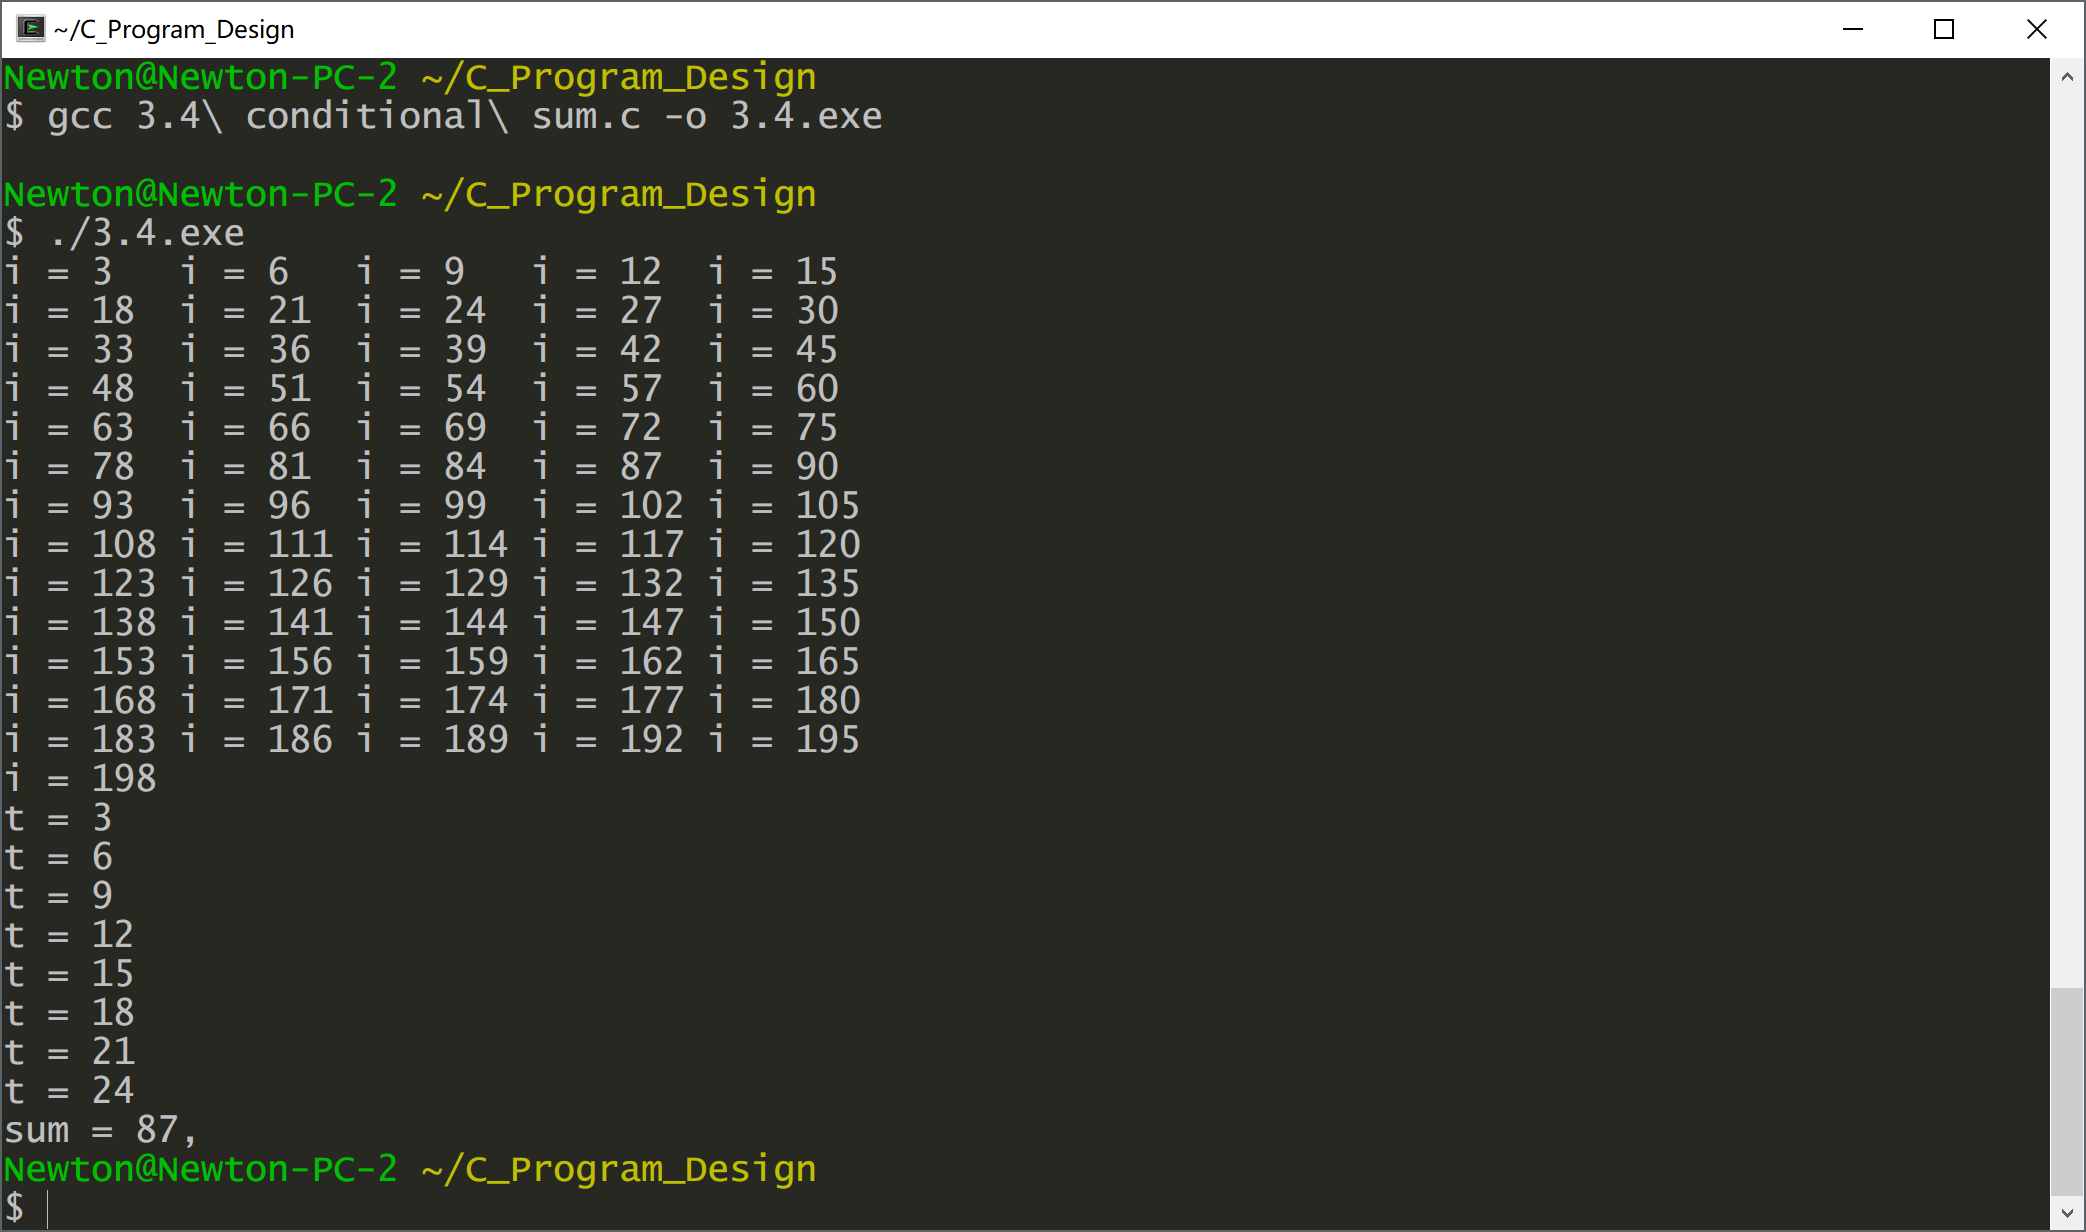 ~/C_Program_Design
Newton@Newton-PC-2 ~/C_Program_Design
$ gcc 3.4\ conditional\ sum.c -o 3.4.exe
Newton@Newton-PC-2 ~/C_Program_Design
$ ./3.4.exe
i = 3   i = 6   i = 9   i = 12  i = 15
i = 18  i = 21  i = 24  i = 27  i = 30
i = 33  i = 36  i = 39  i = 42  i = 45
i = 48  i = 51  i = 54  i = 57  i = 60
i = 63  i = 66  i = 69  i = 72  i = 75
i = 78  i = 81  i = 84  i = 87  i = 90
i = 93  i = 96  i = 99  i = 102 i = 105
i = 108 i = 111 i = 114 i = 117 i = 120
i = 123 i = 126 i = 129 i = 132 i = 135
i = 138 i = 141 i = 144 i = 147 i = 150
i = 153 i = 156 i = 159 i = 162 i = 165
i = 168 i = 171 i = 174 i = 177 i = 180
i = 183 i = 186 i = 189 i = 192 i = 195
i = 198
t = 3
t = 6
t = 9
t = 12
t = 15
t = 18
t = 21
t = 24
sum = 87,
Newton@Newton-PC-2 ~/C_Program_Design
$